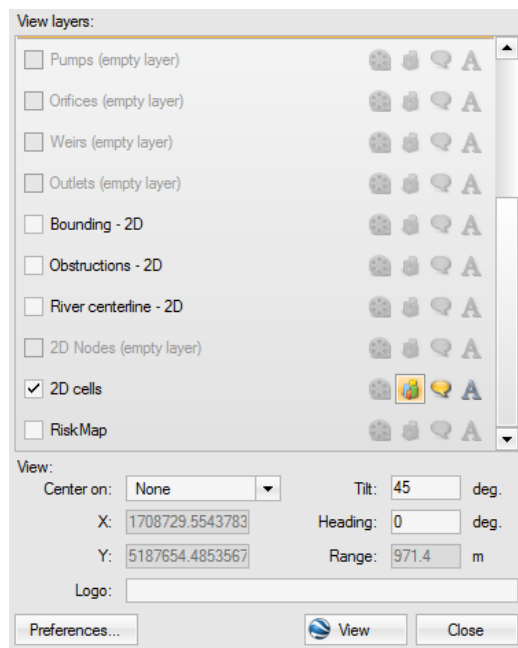 View layers:
Pumps (empty layer)
Orifices (empty layer)
Weirs (empty layer)
Outlets (empty layer)
Bounding - 2D
Obstructions - 2D
River centerline - 2D
2D Nodes (empty layer)
2D cells
RiskMap
View:
Center on: None Tilt: 45 deg.
X: 1708729.5543783 Heading: 0 deg.
Y: 5187654.4853567 Range: 971.4 m
Logo:
Preferences... View Close